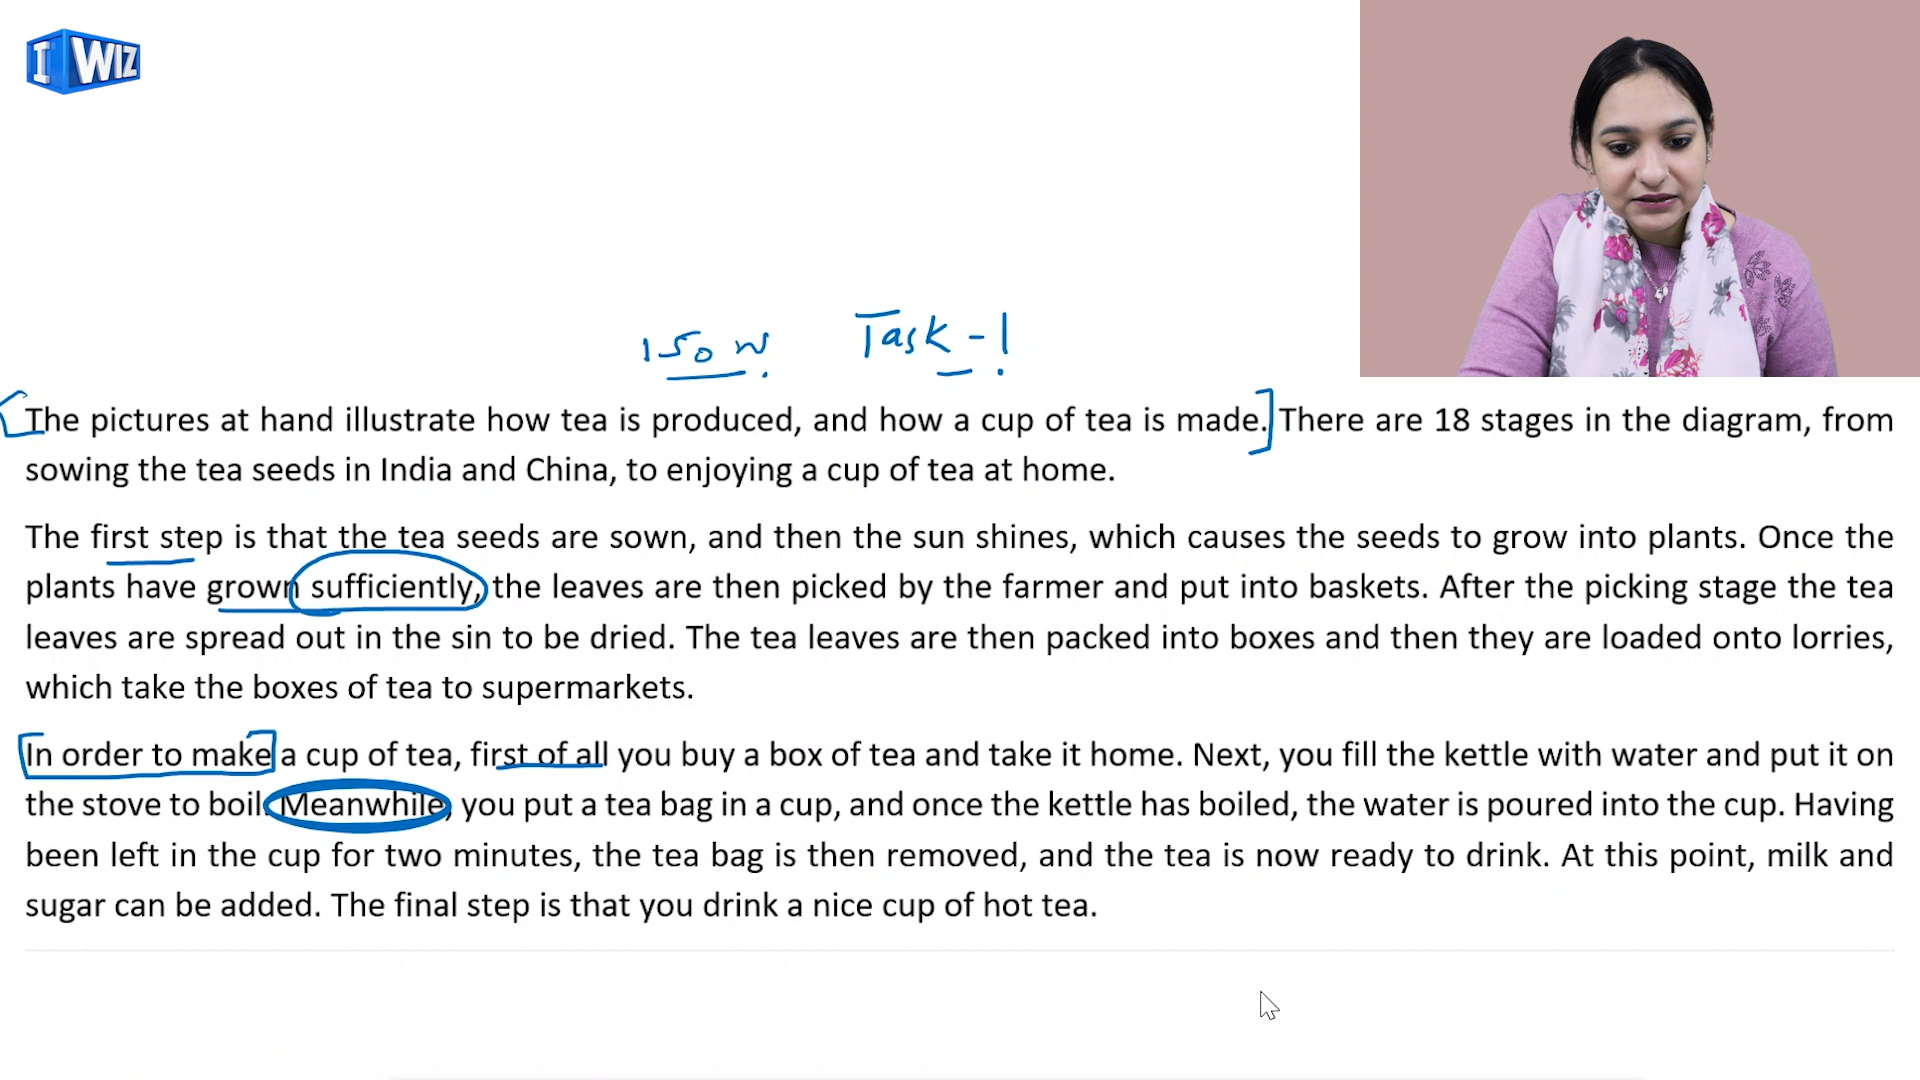 I WIZ
150 w Task-1
The pictures at hand illustrate how tea is produced, and how a cup of tea is made. There are 18 stages in the diagram, from
sowing the tea seeds in India and China, to enjoying a cup of tea at home.
The first step is that the tea seeds are sown, and then the sun shines, which causes the seeds to grow into plants. Once the
plants have grown sufficiently, the leaves are then picked by the farmer and put into baskets. After the picking stage the tea
leaves are spread out in the sin to be dried. The tea leaves are then packed into boxes and then they are loaded onto lorries,
which take the boxes of tea to supermarkets.
In order to make a cup of tea, first of all you buy a box of tea and take it home. Next, you fill the kettle with water and put it on
the stove to boil. Meanwhile, you put a tea bag in a cup, and once the kettle has boiled, the water is poured into the cup. Having
been left in the cup for two minutes, the tea bag is then removed, and the tea is now ready to drink. At this point, milk and
sugar can be added. The final step is that you drink a nice cup of hot tea.